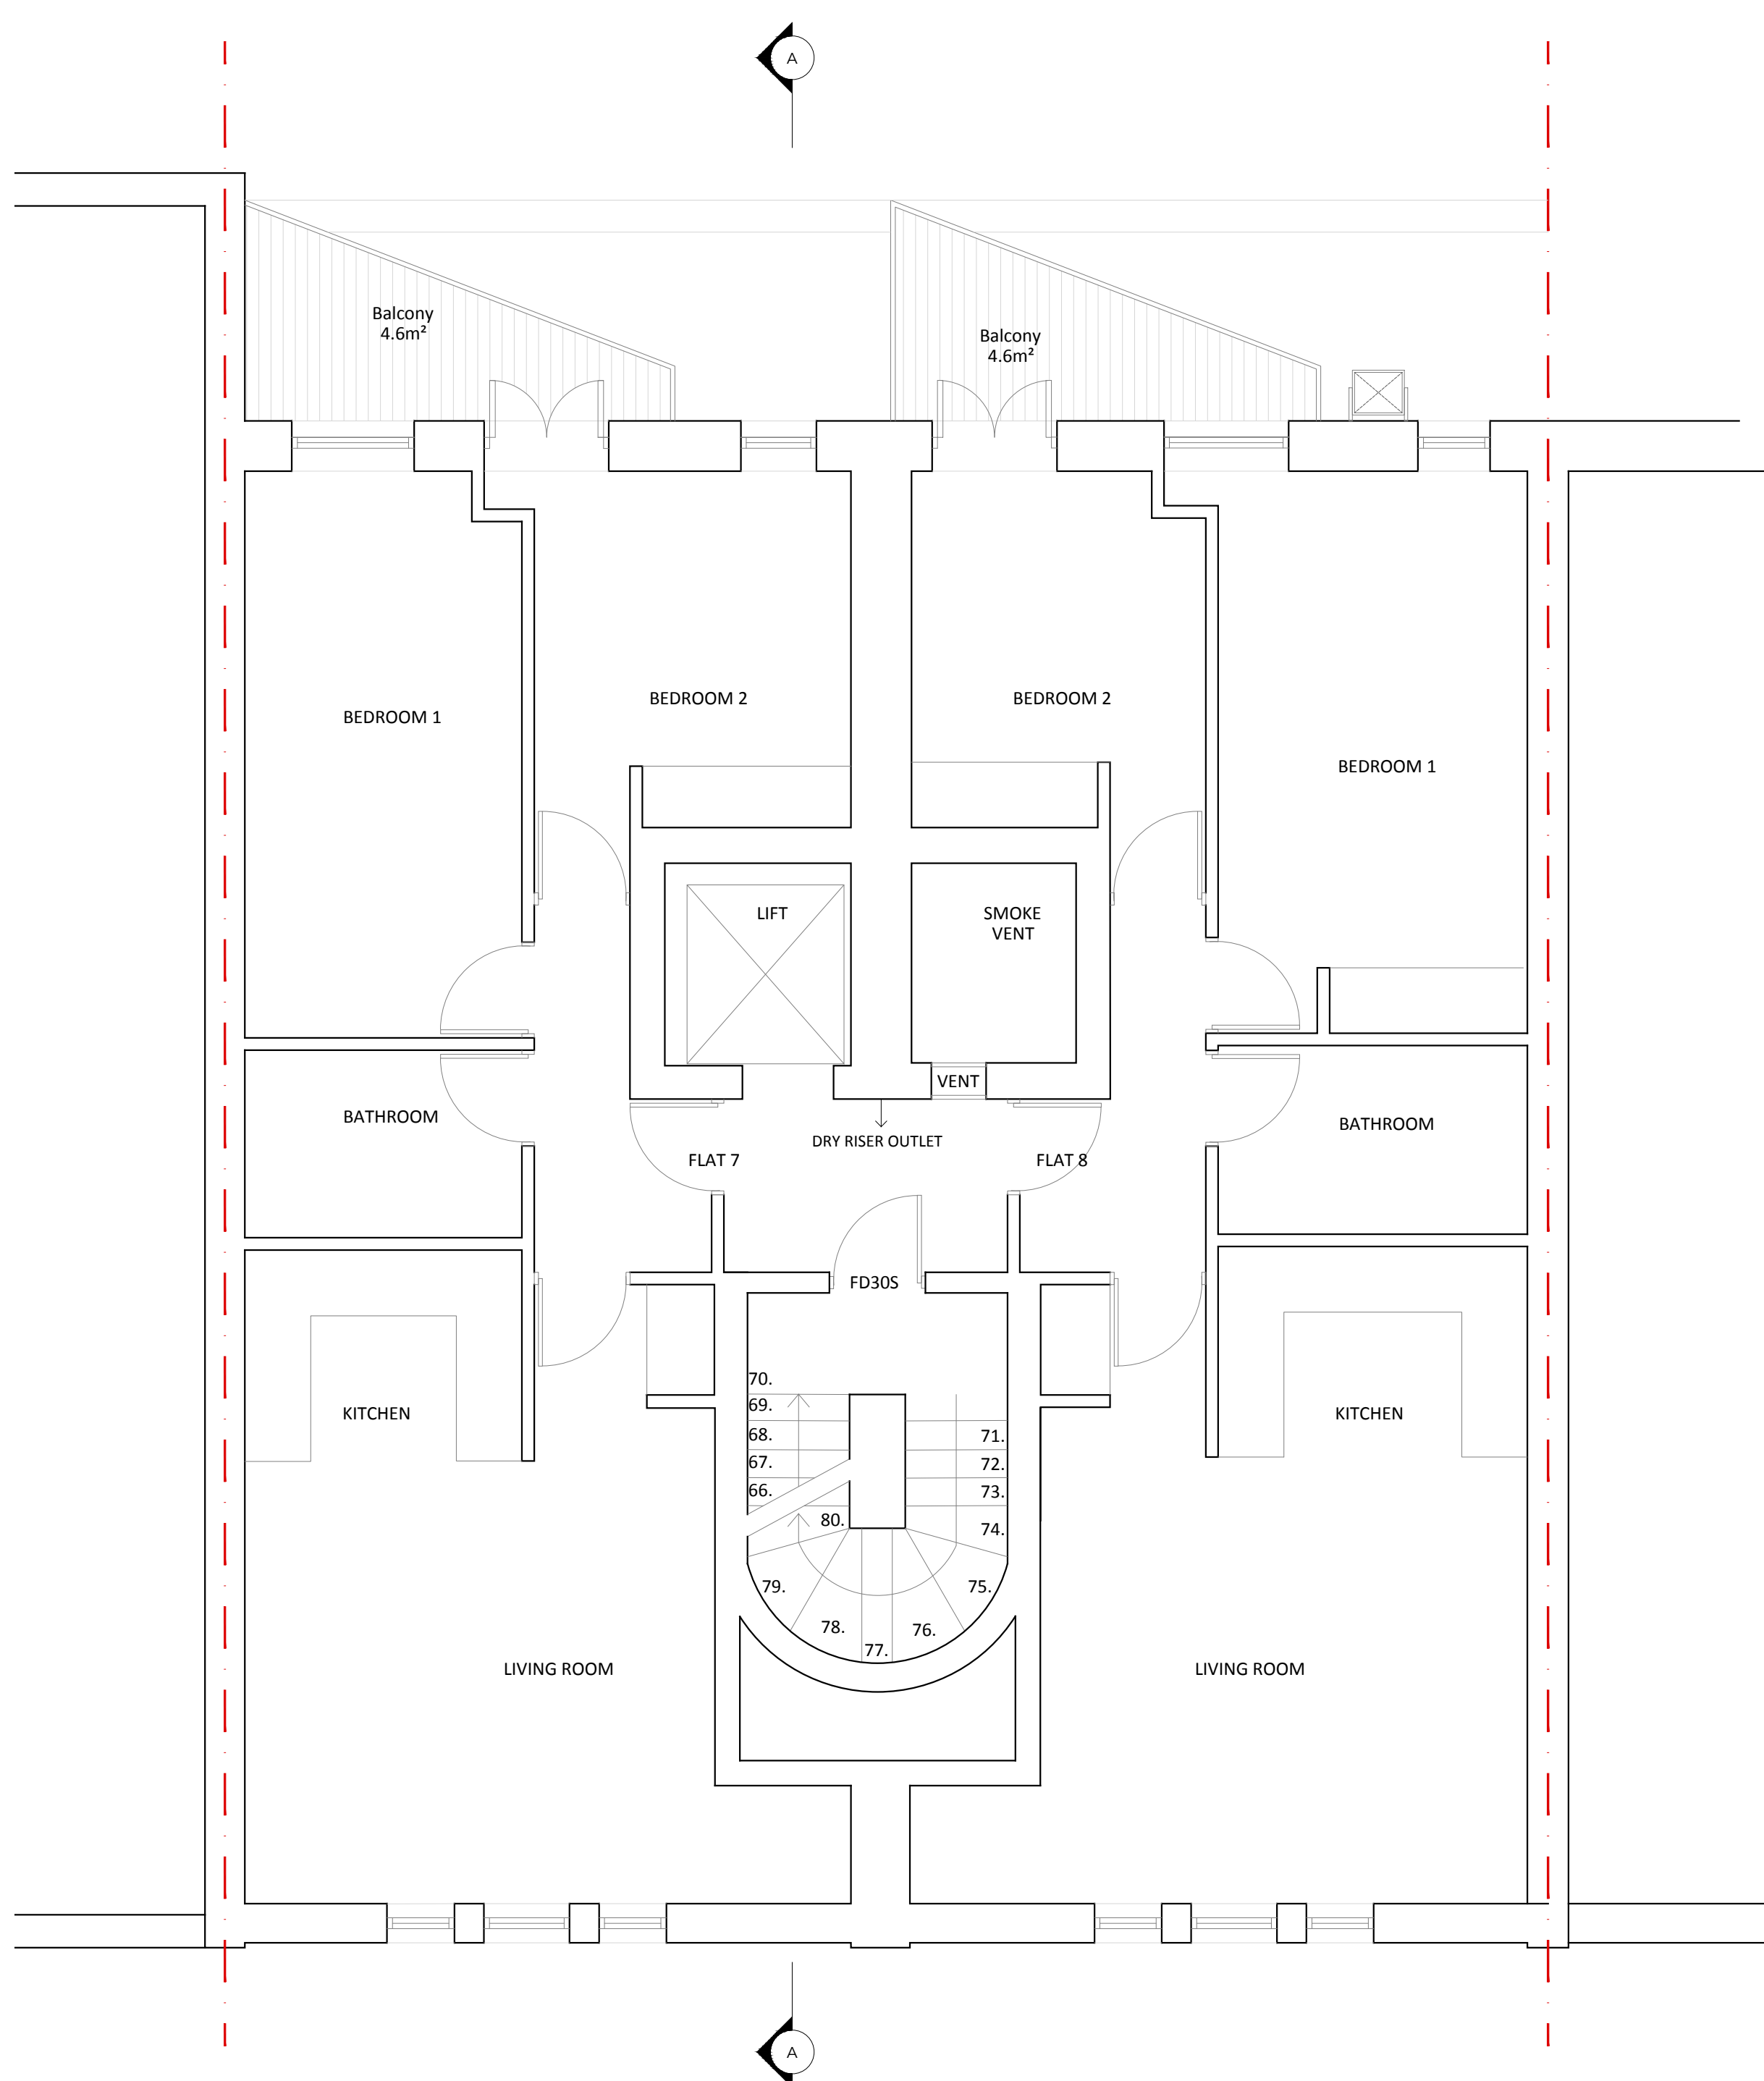 A
Balcony
4.6m²
Balcony
4.6m²
BEDROOM 1
BEDROOM 2
BEDROOM 2
BEDROOM 1
LIFT
SMOKE
VENT
VENT
BATHROOM
DRY RISER OUTLET
BATHROOM
FLAT 7
FLAT 8
FD30S
KITCHEN
KITCHEN
70.
69.
68.
67.
66.
71.
72.
73.
74.
80.
79.
78.
77.
76.
75.
LIVING ROOM
LIVING ROOM
A